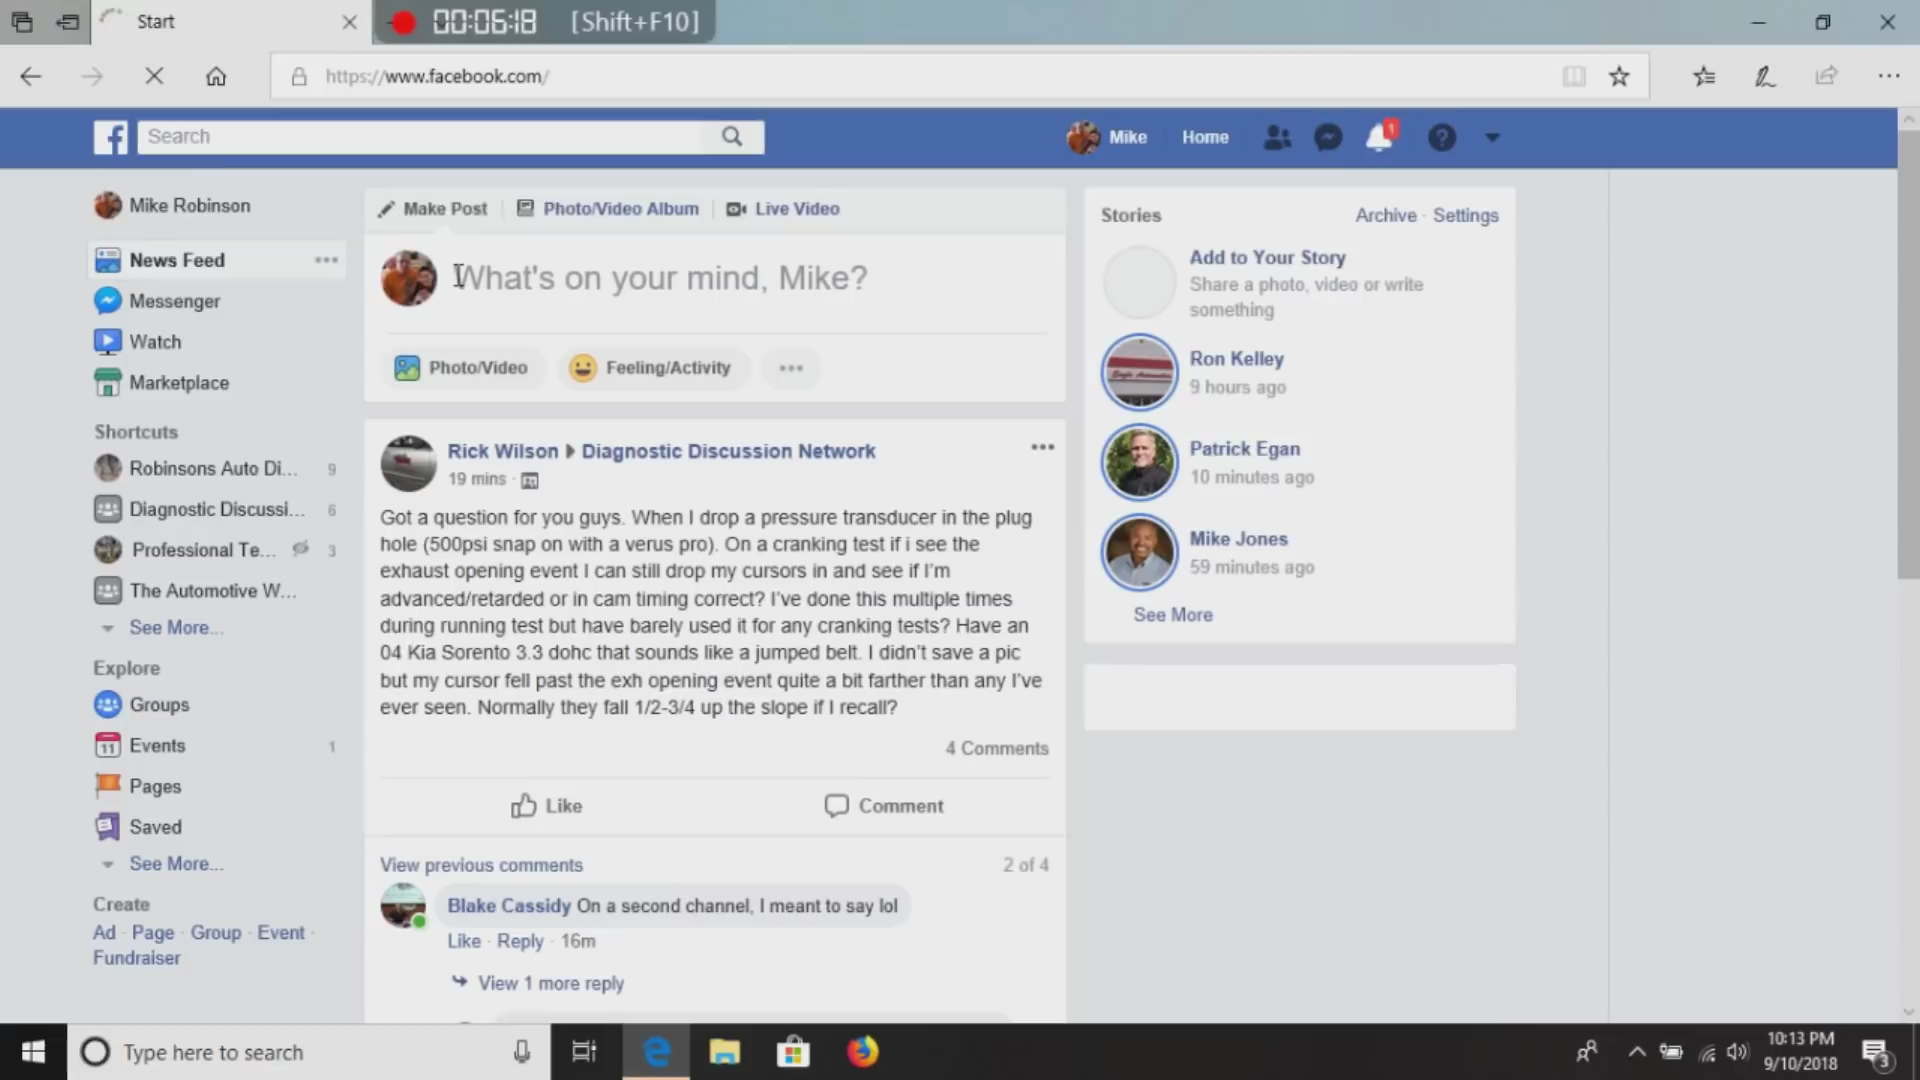 Start
00:06:18 [Shift+F10]
https://www.facebook.com/
Search
Mike
Home
1
Mike Robinson
News Feed
Messenger
Watch
Marketplace
Shortcuts
Robinsons Auto Di... 9
Diagnostic Discussi... 6
Professional Te... 3
The Automotive W...
See More...
Explore
Groups
Events 1
11
Pages
Saved
See More...
Create
Ad · Page · Group · Event ·
Fundraiser
Make Post
Photo/Video Album
Live Video
What's on your mind, Mike?
Photo/Video
Feeling/Activity
Rick Wilson Diagnostic Discussion Network
19 mins ·
Got a question for you guys. When I drop a pressure transducer in the plug
hole (500psi snap on with a verus pro). On a cranking test if i see the
exhaust opening event I can still drop my cursors in and see if I'm
advanced/retarded or in cam timing correct? I've done this multiple times
during running test but have barely used it for any cranking tests? Have an
04 Kia Sorento 3.3 dohc that sounds like a jumped belt. I didn't save a pic
but my cursor fell past the exh opening event quite a bit farther than any I've
ever seen. Normally they fall 1/2-3/4 up the slope if I recall?
4 Comments
Like
Comment
View previous comments
2 of 4
Blake Cassidy On a second channel, I meant to say lol
Like · Reply · 16m
View 1 more reply
Stories
Archive · Settings
Add to Your Story
Share a photo, video or write
something
Ron Kelley
9 hours ago
Patrick Egan
10 minutes ago
Mike Jones
59 minutes ago
See More
Type here to search
10:13 PM
9/10/2018
3